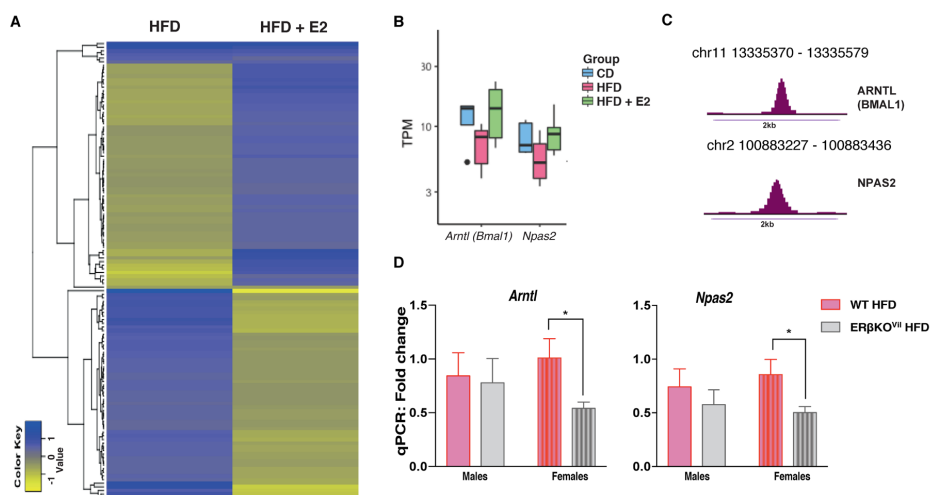 A
HFD
HFD + E2
Color Key
-1 0 1
Value
B
TPM
30
10
3
Arntl (Bmal1)
Npas2
Group
CD
HFD
HFD + E2
C
chr11 13335370 - 13335579
ARNTL
(BMAL1)
2kb
chr2 100883227 - 100883436
NPAS2
2kb
D
Arntl
qPCR: Fold change
1.5
1.0
0.5
0.0
*
Males
Females
Npas2
1.5
1.0
0.5
0.0
*
Males
Females
WT HFD
ERβKOVil HFD